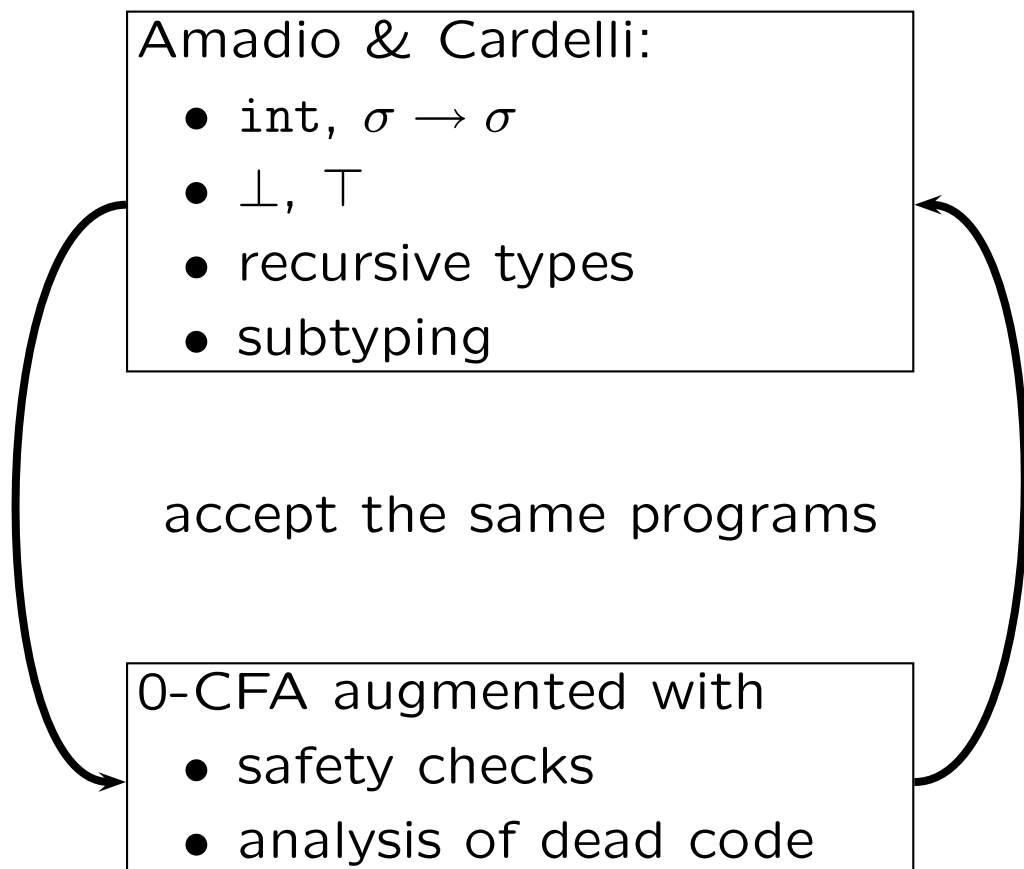 Amadio & Cardelli:
• int, σ → σ
• ⊥, ⊤
• recursive types
• subtyping
accept the same programs
0-CFA augmented with
• safety checks
• analysis of dead code